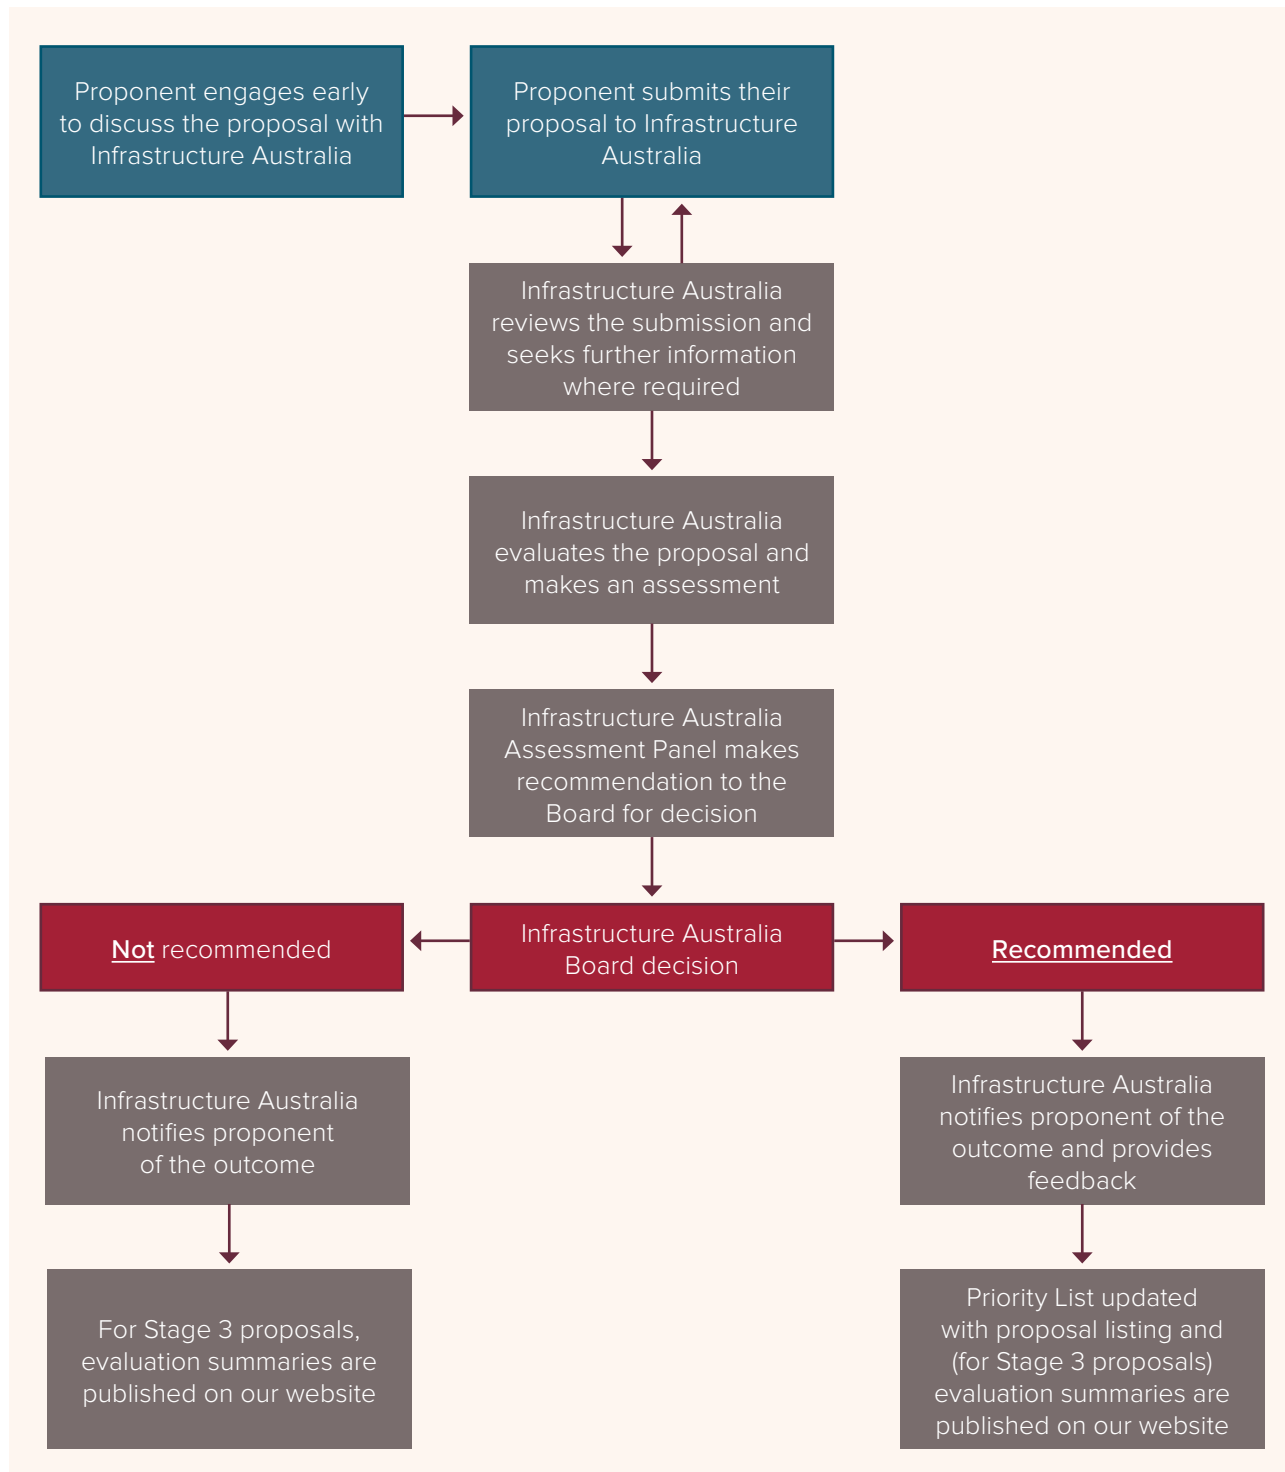 Proponent engages early
to discuss the proposal with
Infrastructure Australia
Proponent submits their
proposal to Infrastructure
Australia
Infrastructure Australia
reviews the submission and
seeks further information
where required
Infrastructure Australia
evaluates the proposal and
makes an assessment
Infrastructure Australia
Assessment Panel makes
recommendation to the
Board for decision
Not recommended
Infrastructure Australia
Board decision
Recommended
Infrastructure Australia
notifies proponent
of the outcome
Infrastructure Australia
notifies proponent of the
outcome and provides
feedback
For Stage 3 proposals,
evaluation summaries are
published on our website
Priority List updated
with proposal listing and
(for Stage 3 proposals)
evaluation summaries are
published on our website